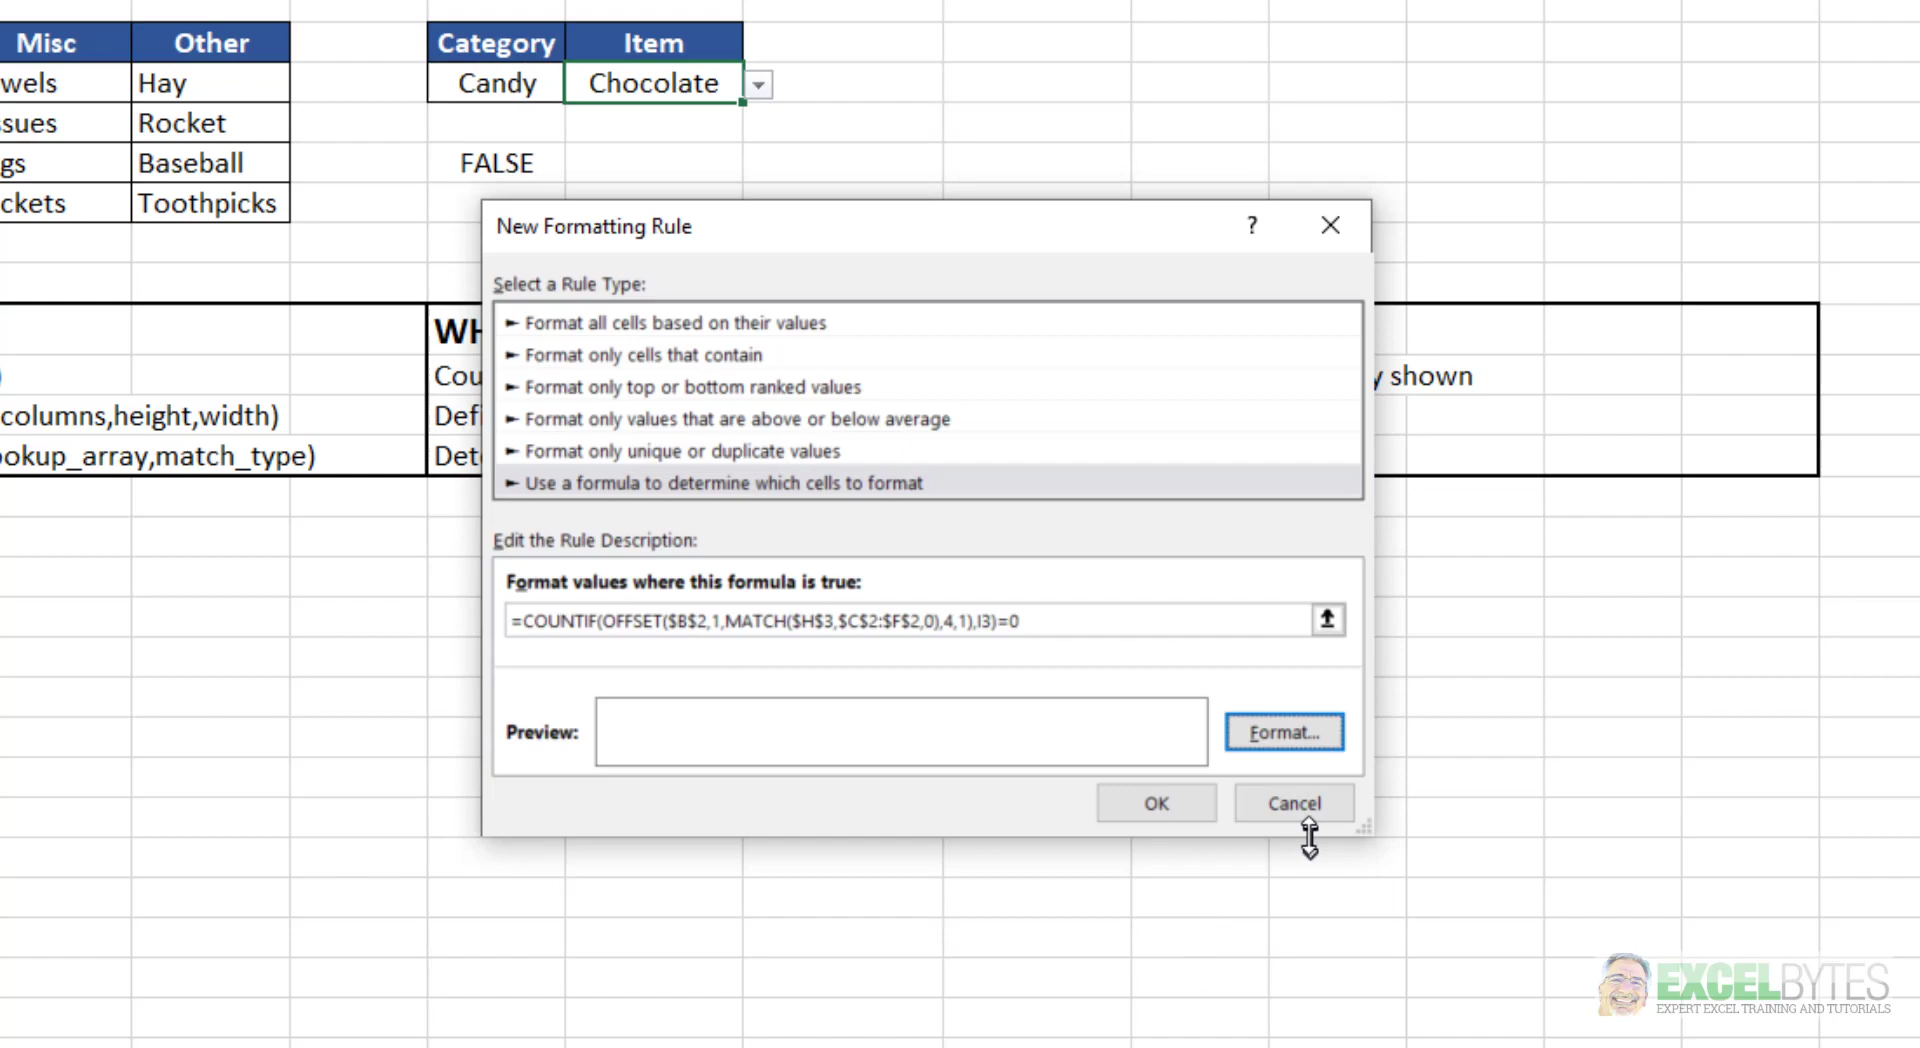 Misc Other Category Item
wels Hay Candy Chocolate
ssues Rocket
gs Baseball FALSE
ckets Toothpicks
New Formatting Rule ?
Select a Rule Type:
► Format all cells based on their values
► Format only cells that contain
► Format only top or bottom ranked values
► Format only values that are above or below average
► Format only unique or duplicate values
► Use a formula to determine which cells to format
WH
) Cou y shown
columns,height,width) Defi
ookup_array,match_type) Det
Edit the Rule Description:
Format values where this formula is true:
=COUNTIF(OFFSET($B$2,1,MATCH($H$3,$C$2:$F$2,0),4,1),I3)=0
Preview: Format...
OK Cancel
EXCELBYTES
EXPERT EXCEL TRAINING AND TUTORIALS